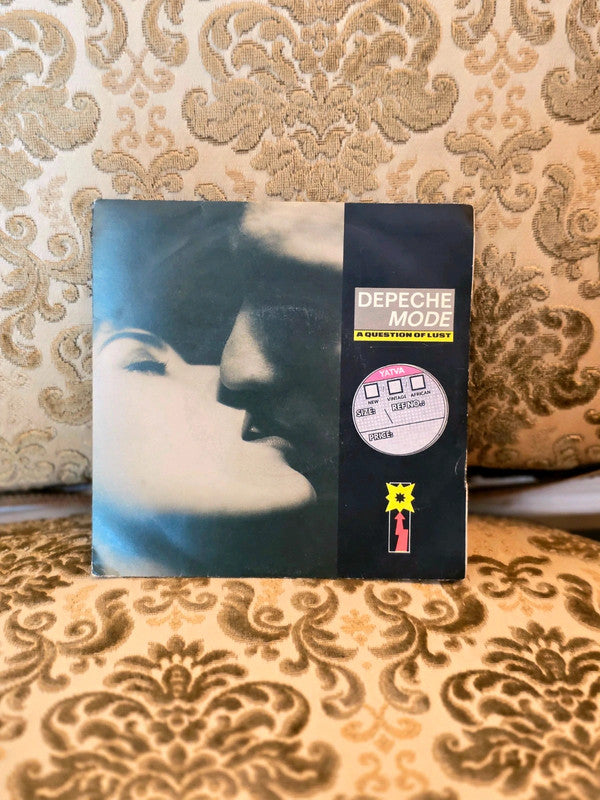 DEPECHE
MODE
A QUESTION OF LUST
YATVA
NEW VINTAGE AFRICAN
SIZE: \ REF NO.:
PRICE: